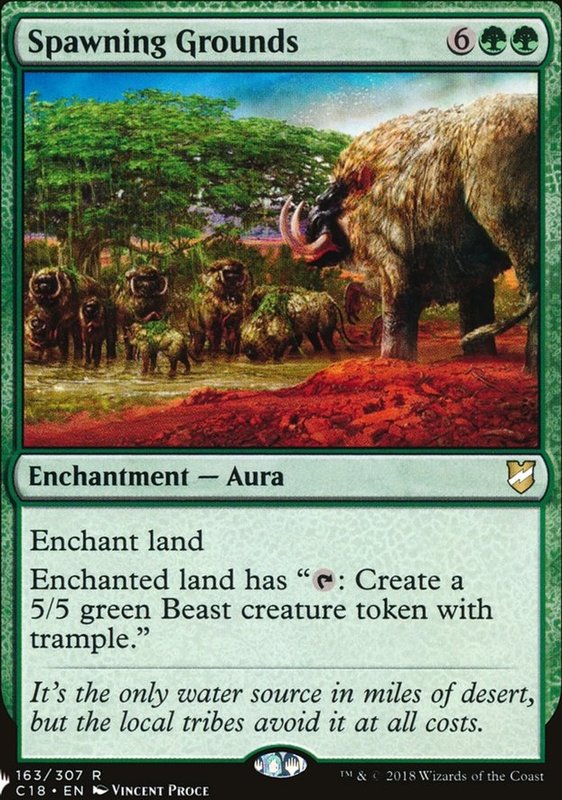 Spawning Grounds 6
Enchantment — Aura
Enchant land
Enchanted land has “: Create a
5/5 green Beast creature token with
trample.”
It's the only water source in miles of desert,
but the local tribes avoid it at all costs.
163/307 R
C18 • EN Vincent Proce
™ & © 2018 Wizards of the Coast